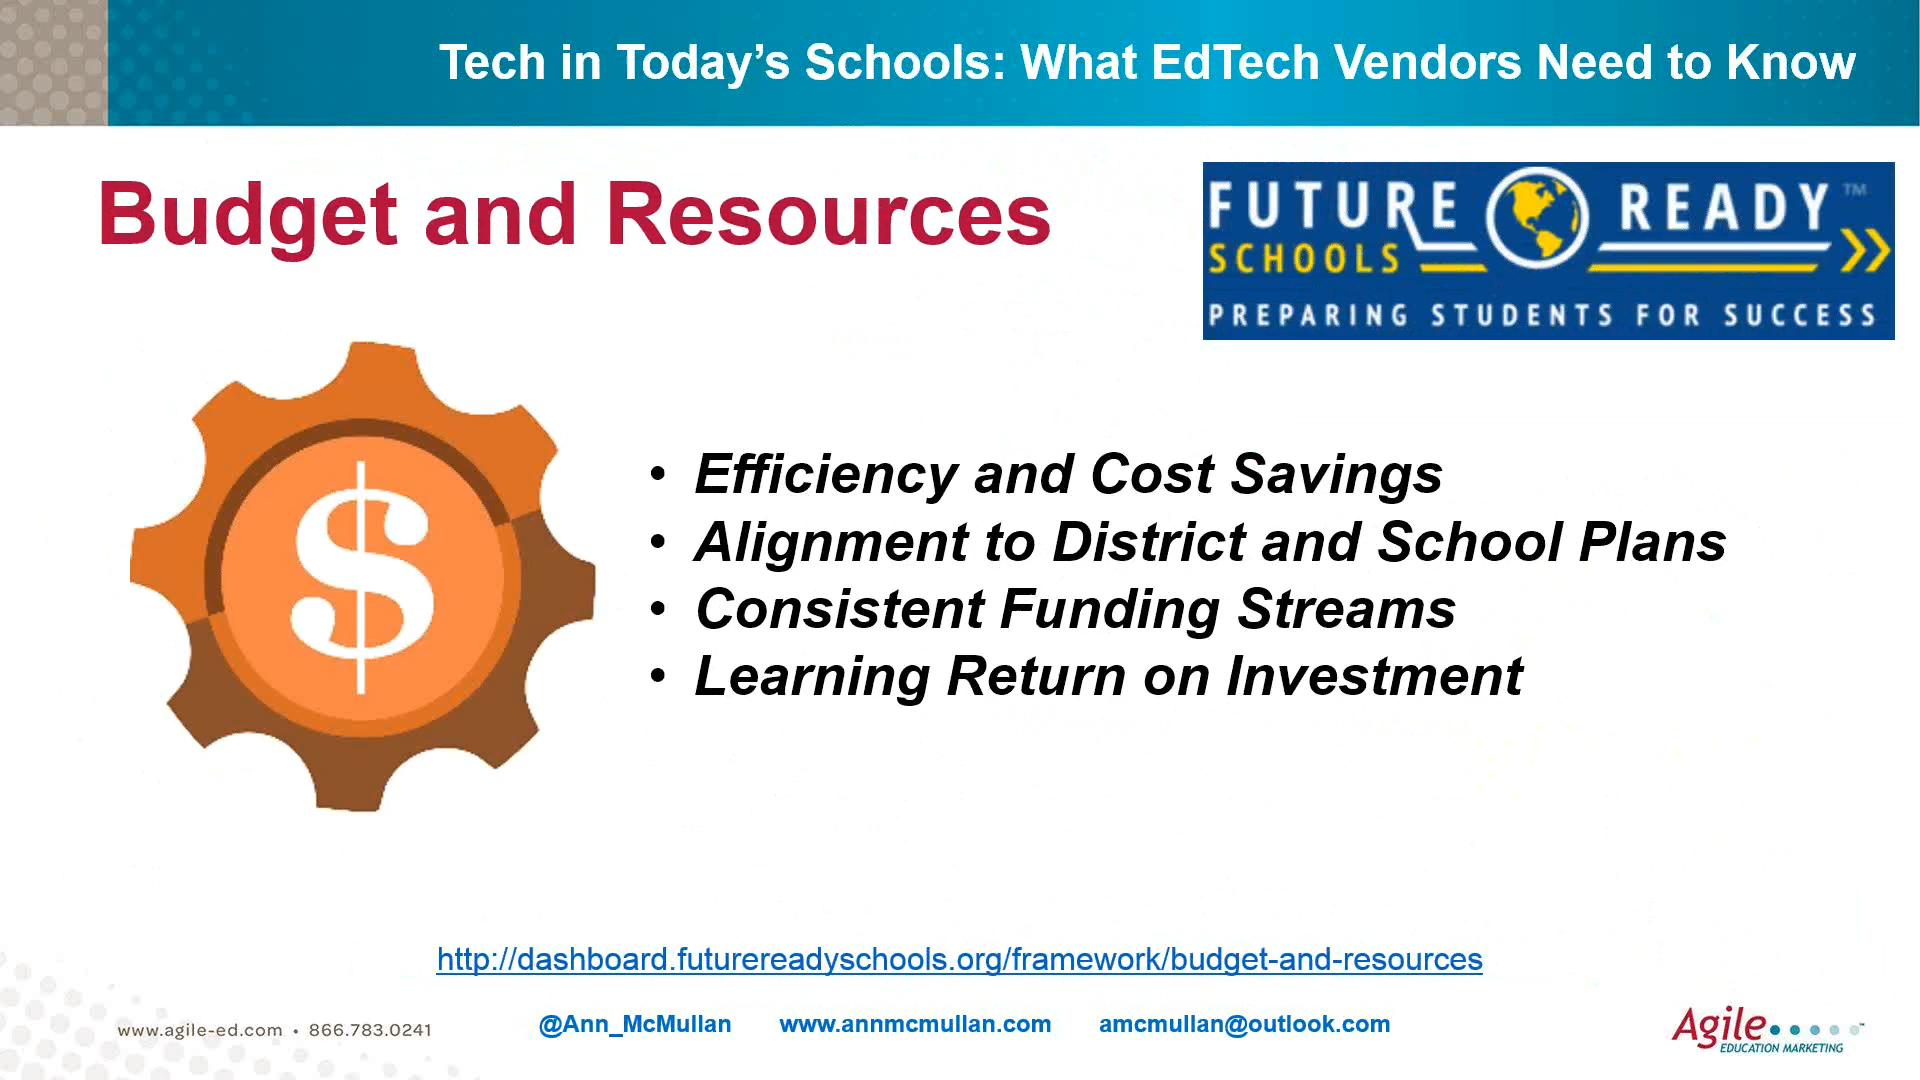 Tech in Today’s Schools: What EdTech Vendors Need to Know
Budget and Resources
FUTURE READY™
SCHOOLS
PREPARING STUDENTS FOR SUCCESS
$
• Efficiency and Cost Savings
• Alignment to District and School Plans
• Consistent Funding Streams
• Learning Return on Investment
http://dashboard.futurereadyschools.org/framework/budget-and-resources
www.agile-ed.com • 866.783.0241
@Ann_McMullan www.annmcmullan.com amcmullan@outlook.com
Agile™
EDUCATION MARKETING